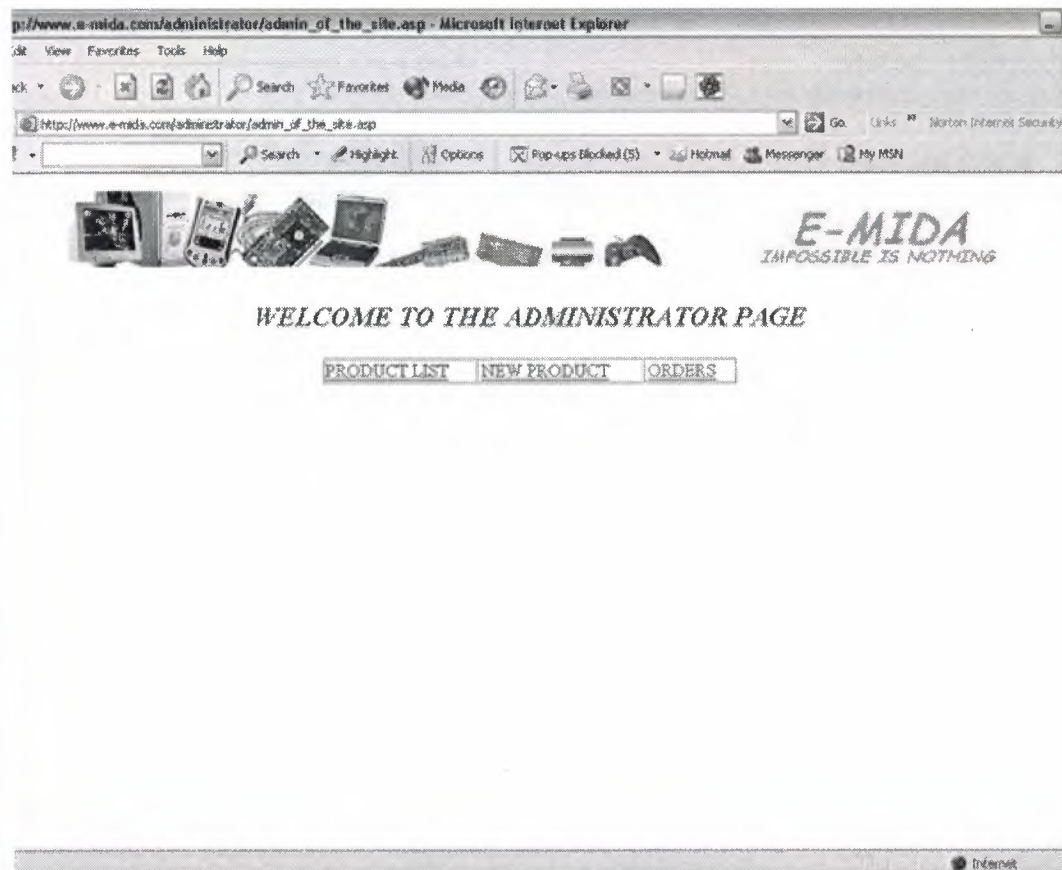 p://www.e-mida.com/administrator/admin_of_the_site.asp - Microsoft Internet Explorer
dit View Favorites Tools Help
ack Search Favorites Media
http://www.e-mida.com/administrator/admin_of_the_site.asp Go Links » Norton Internet Security
Search Highlight Options Pop-ups Blocked (5) Hotmail Messenger My MSN
E-MIDA
IMPOSSIBLE IS NOTHING
WELCOME TO THE ADMINISTRATOR PAGE
PRODUCT LIST NEW PRODUCT ORDERS
Internet